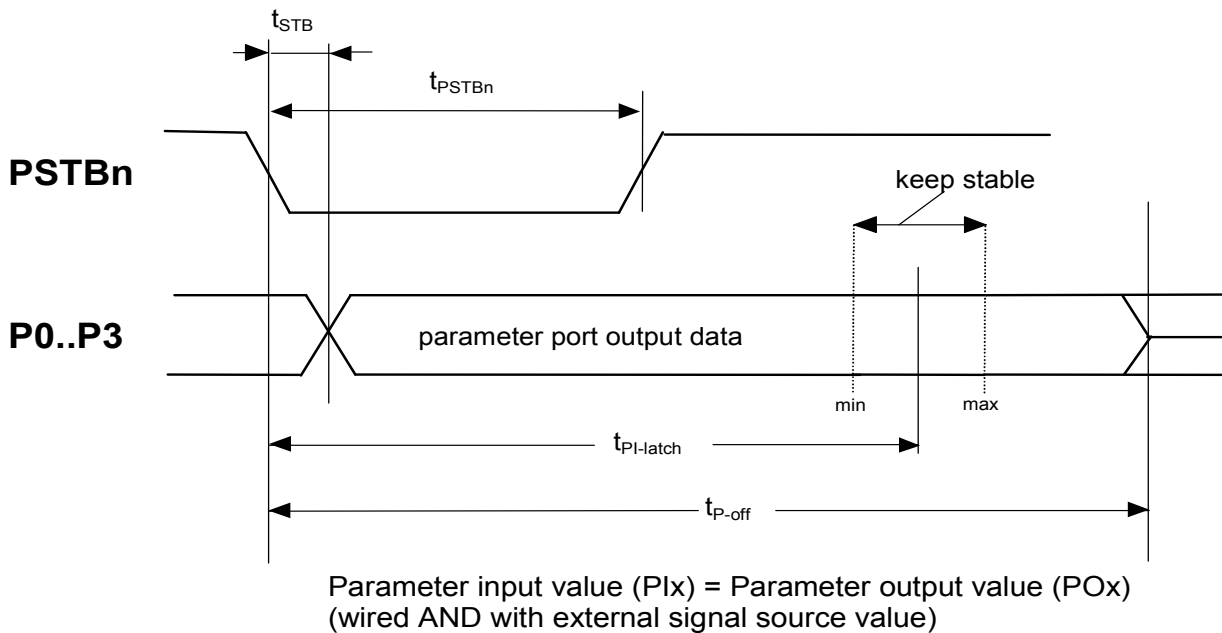 tSTB
tPSTBn
PSTBn
keep stable
P0..P3
parameter port output data
min
max
tPI-latch
tP-off
Parameter input value (PIx) = Parameter output value (POx)
(wired AND with external signal source value)